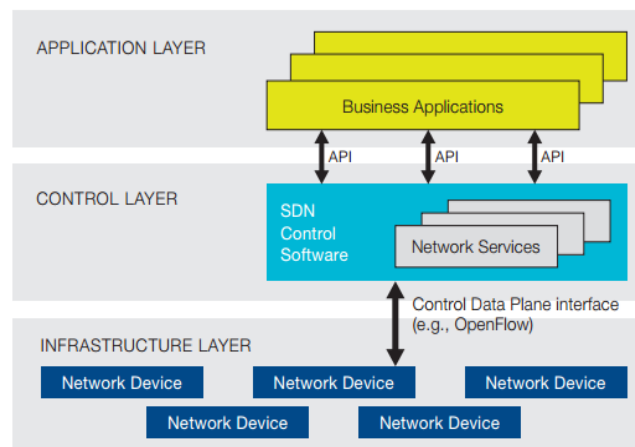 APPLICATION LAYER
Business Applications
API
API
API
CONTROL LAYER
SDN
Control
Software
Network Services
Control Data Plane interface
(e.g., OpenFlow)
INFRASTRUCTURE LAYER
Network Device
Network Device
Network Device
Network Device
Network Device